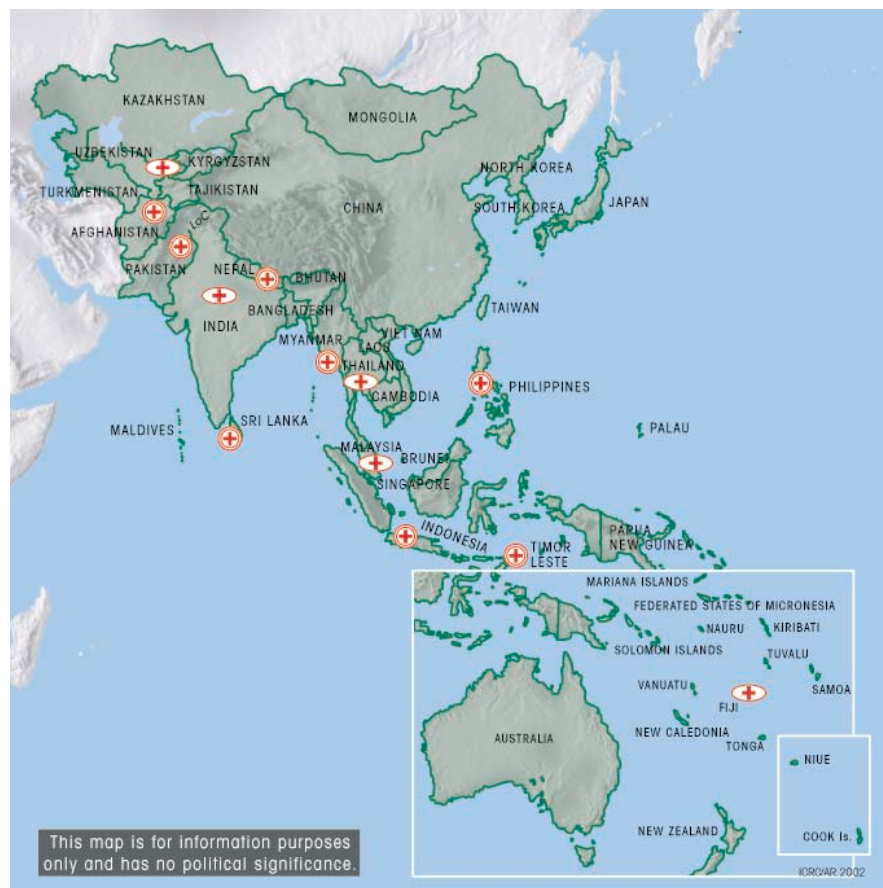 KAZAKHSTAN
MONGOLIA
UZBEKISTAN
KYRGYZSTAN
NORTH KOREA
TURKMENISTAN
TAJIKISTAN
CHINA
SOUTH KOREA
JAPAN
LoC
AFGHANISTAN
PAKISTAN
NEPAL
BHUTAN
BANGLADESH
TAIWAN
INDIA
MYANMAR
VIET NAM
LAOS
THAILAND
CAMBODIA
PHILIPPINES
MALDIVES
SRI LANKA
PALAU
MALAYSIA
BRUNEI
SINGAPORE
INDONESIA
PAPUA
NEW GUINEA
TIMOR
LESTE
MARIANA ISLANDS
FEDERATED STATES OF MICRONESIA
NAURU
KIRIBATI
SOLOMON ISLANDS
TUVALU
VANUATU
SAMOA
FIJI
NEW CALEDONIA
TONGA
AUSTRALIA
NIUE
NEW ZEALAND
COOK Is.
This map is for information purposes
only and has no political significance.
ICRC/AR 2002